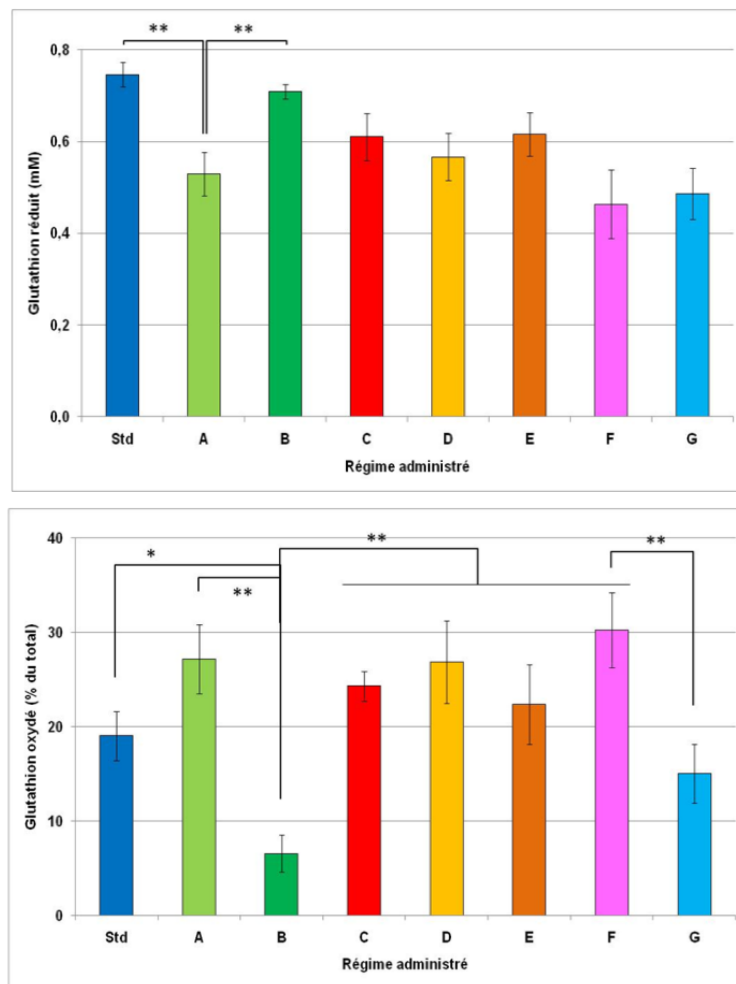 ** **
0,8
0,6
0,4
0,2
0,0
Glutathion réduit (mM)
Std A B C D E F G
Régime administré
40
30
20
10
0
Glutathion oxydé (% du total)
* ** ** **
Std A B C D E F G
Régime administré